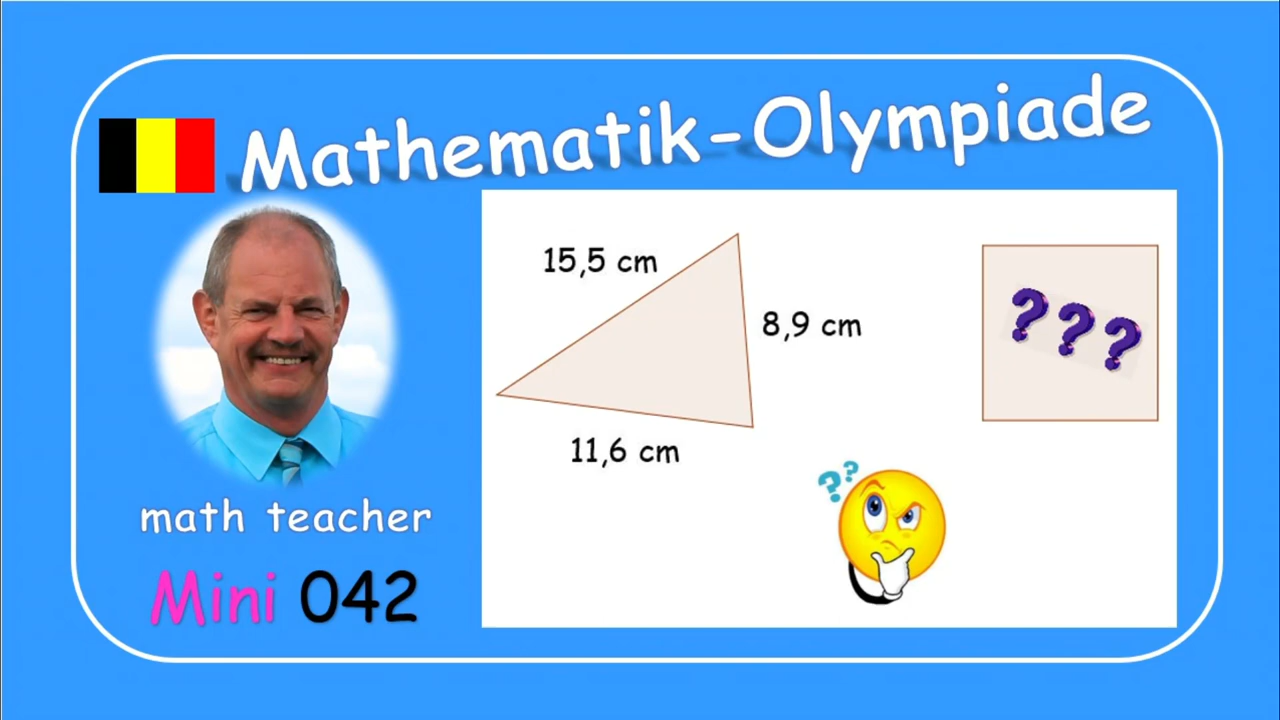 Mathematik-Olympiade
15,5 cm
8,9 cm
11,6 cm
???
??
math teacher
Mini 042